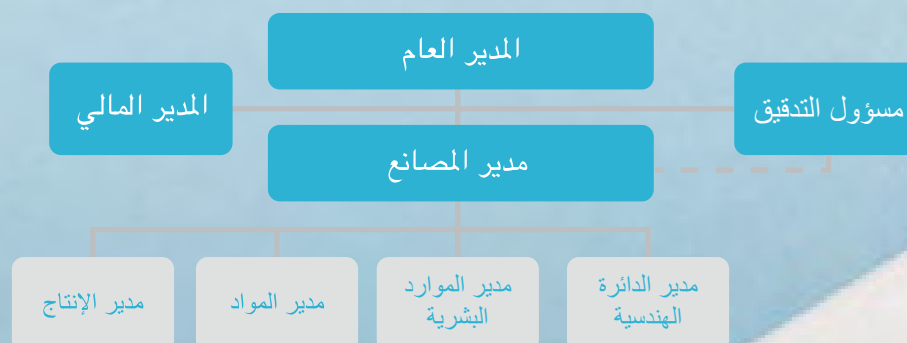 المدير العام
مسؤول التدقيق
المدير المالي
مدير المصانع
مدير الدائرة
الهندسية
مدير الموارد
البشرية
مدير المواد
مدير الإنتاج